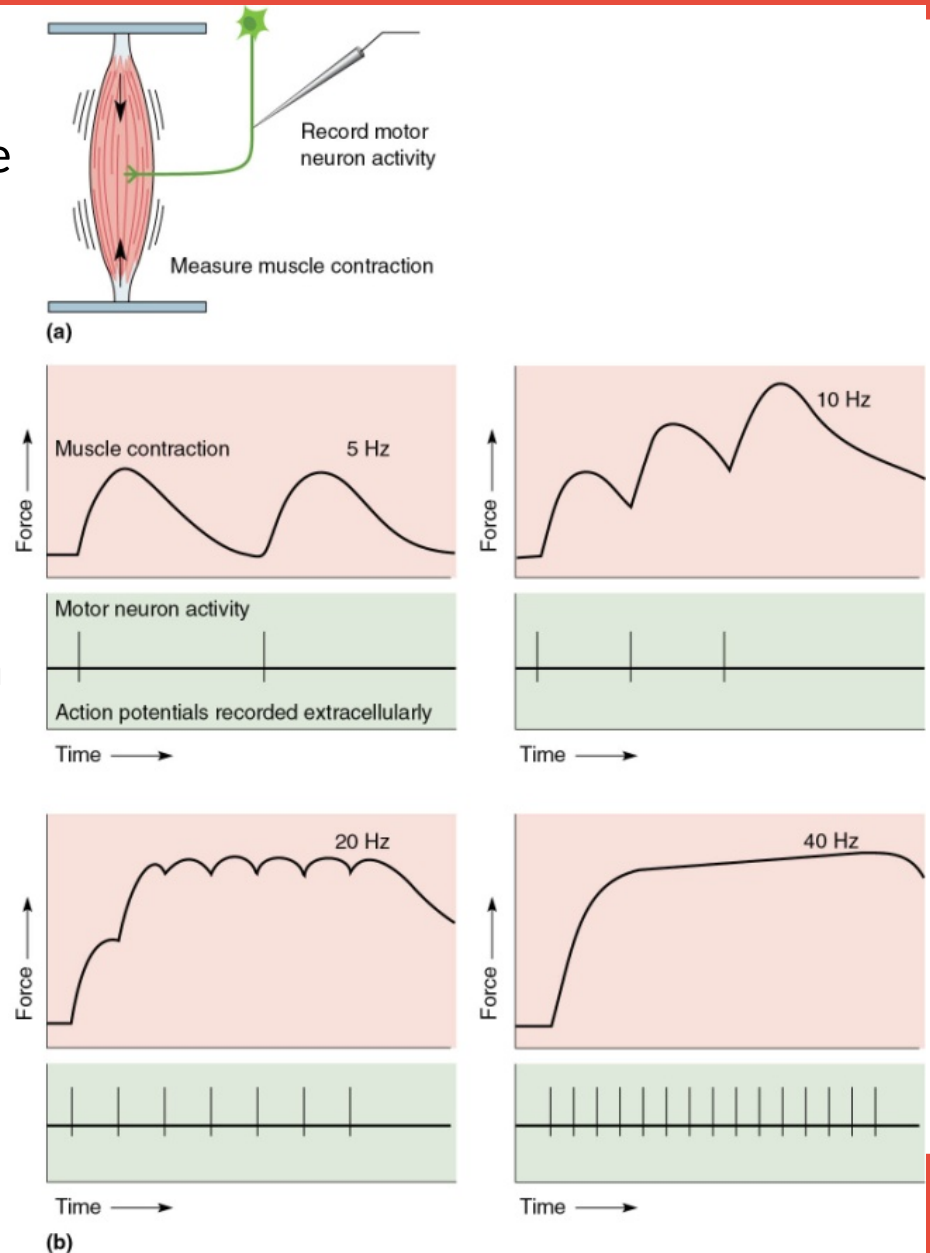 e
Record motor
neuron activity
Measure muscle contraction
(a)
Muscle contraction
5 Hz
Force
10 Hz
Force
Motor neuron activity
Action potentials recorded extracellularly
Time
Time
20 Hz
Force
40 Hz
Force
Time
Time
(b)